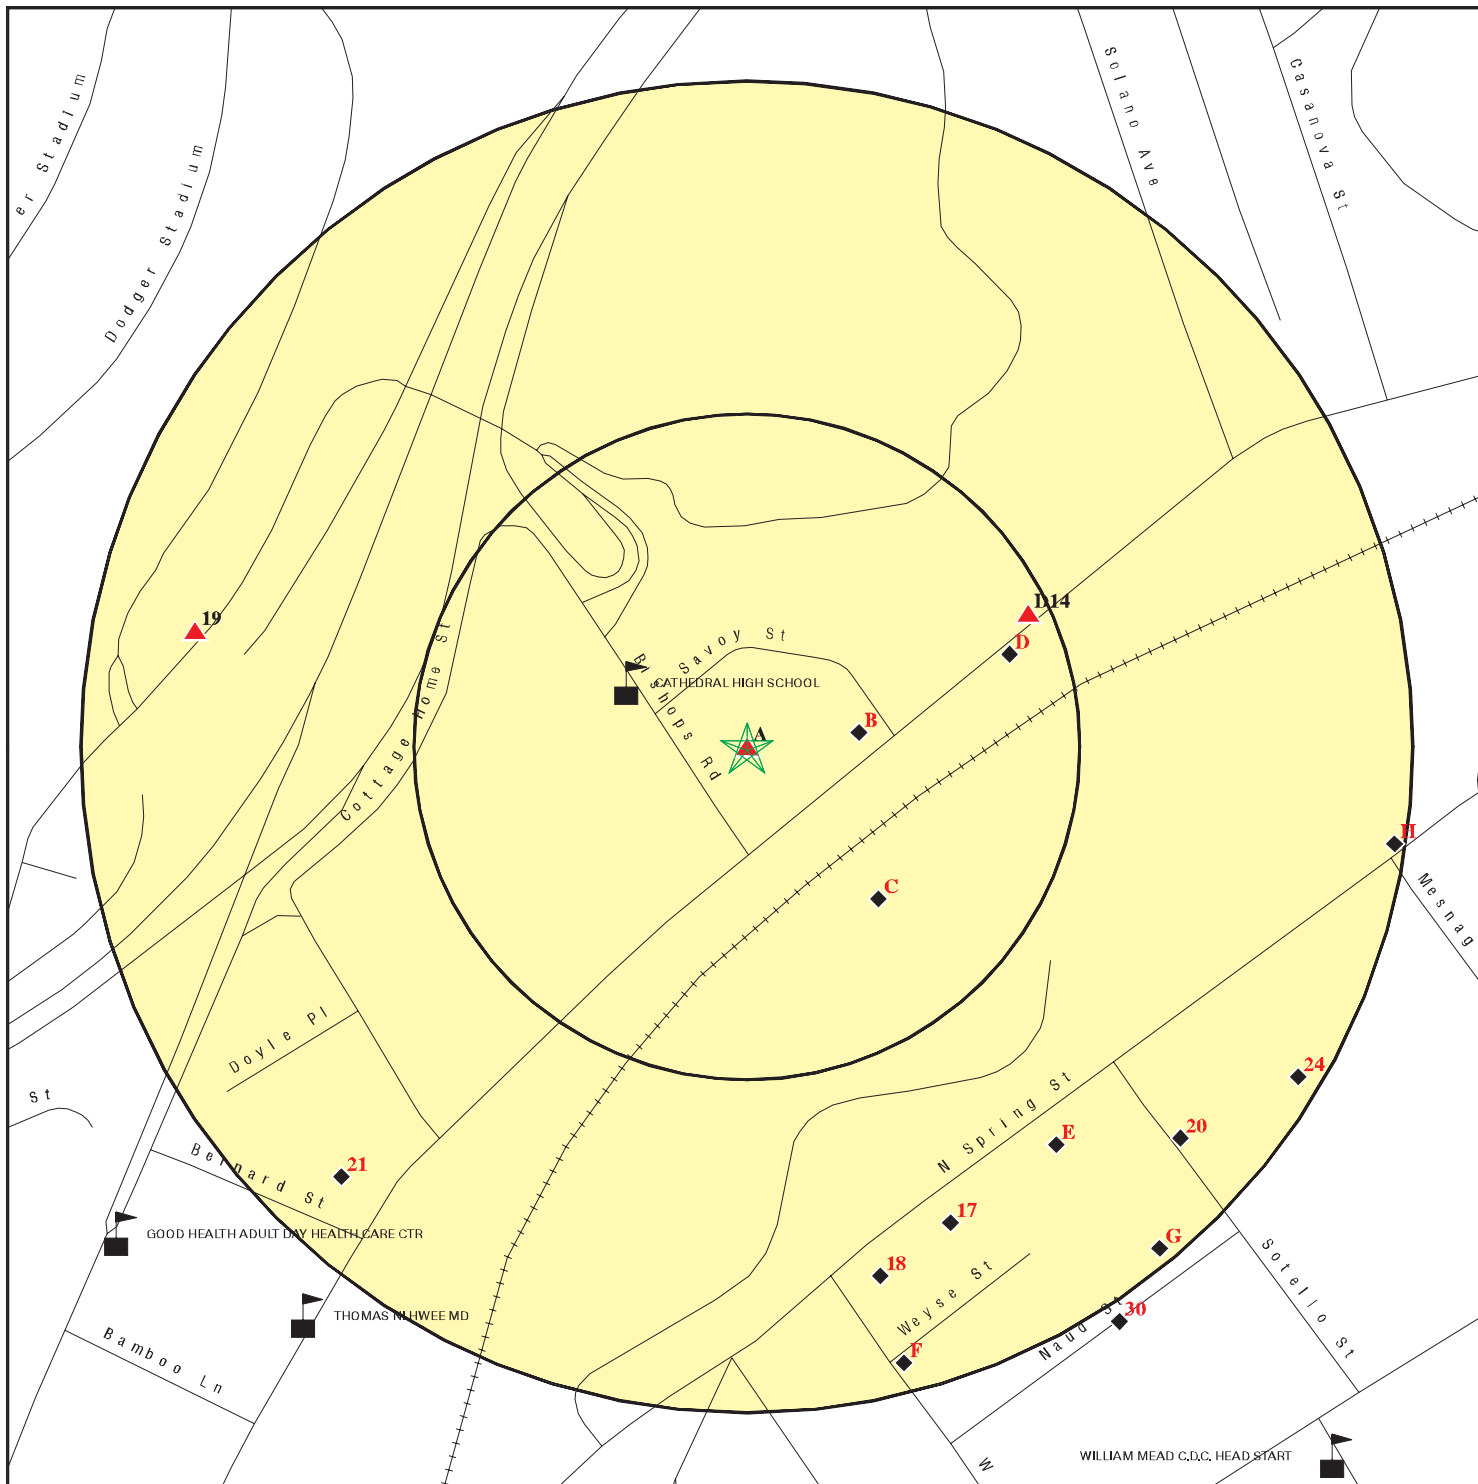 er Stadium
Dodger Stadium
Solano Ave
Casanova St
19
D14
D
Savoy St
CATHEDRAL HIGH SCHOOL
Bishops Rd
B
A
Cottage Home St
H
C
Mesnag
Doyle Pl
St
24
N Spring St
E
20
Bernard St
21
17
G
GOOD HEALTH ADULT DAY HEALTH CARE CTR
18
Weyse St
Sotello St
30
THOMAS NI HWEE MD
Naud St
F
Bamboo Ln
WILLIAM MEAD C.D.C. HEAD START
W